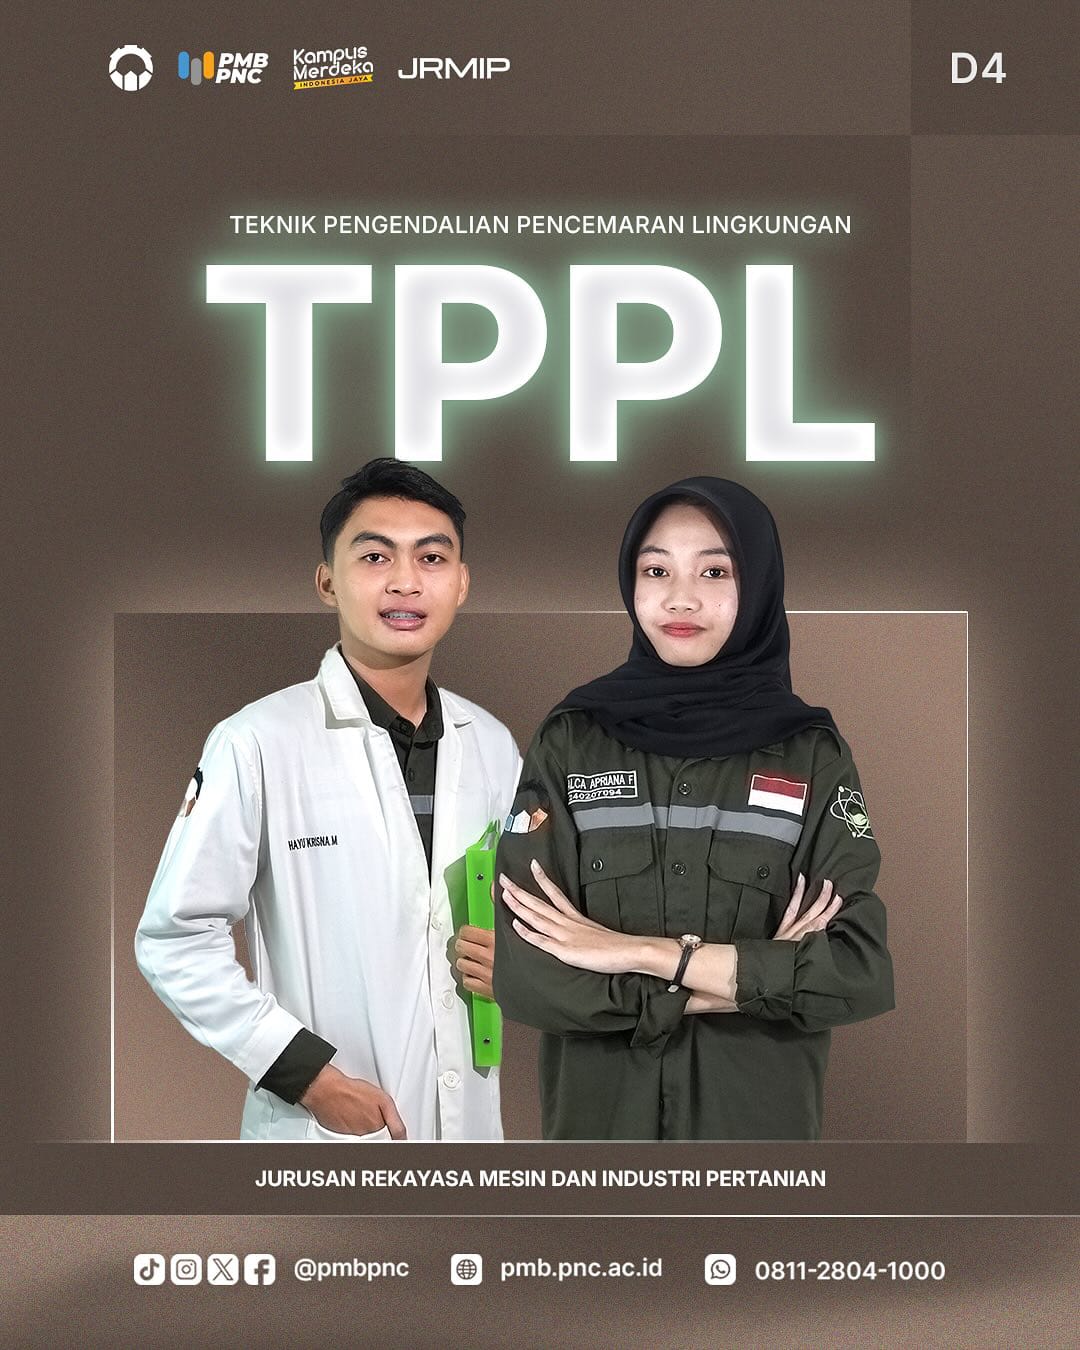 PMB
PNC
Kampus
Merdeka
INDONESIA JAYA
JRMIP
D4
TEKNIK PENGENDALIAN PENCEMARAN LINGKUNGAN
TPPL
ALCA APRIANA F
240207094
HAYU KRISNA.M
JURUSAN REKAYASA MESIN DAN INDUSTRI PERTANIAN
@pmbpnc
pmb.pnc.ac.id
0811-2804-1000